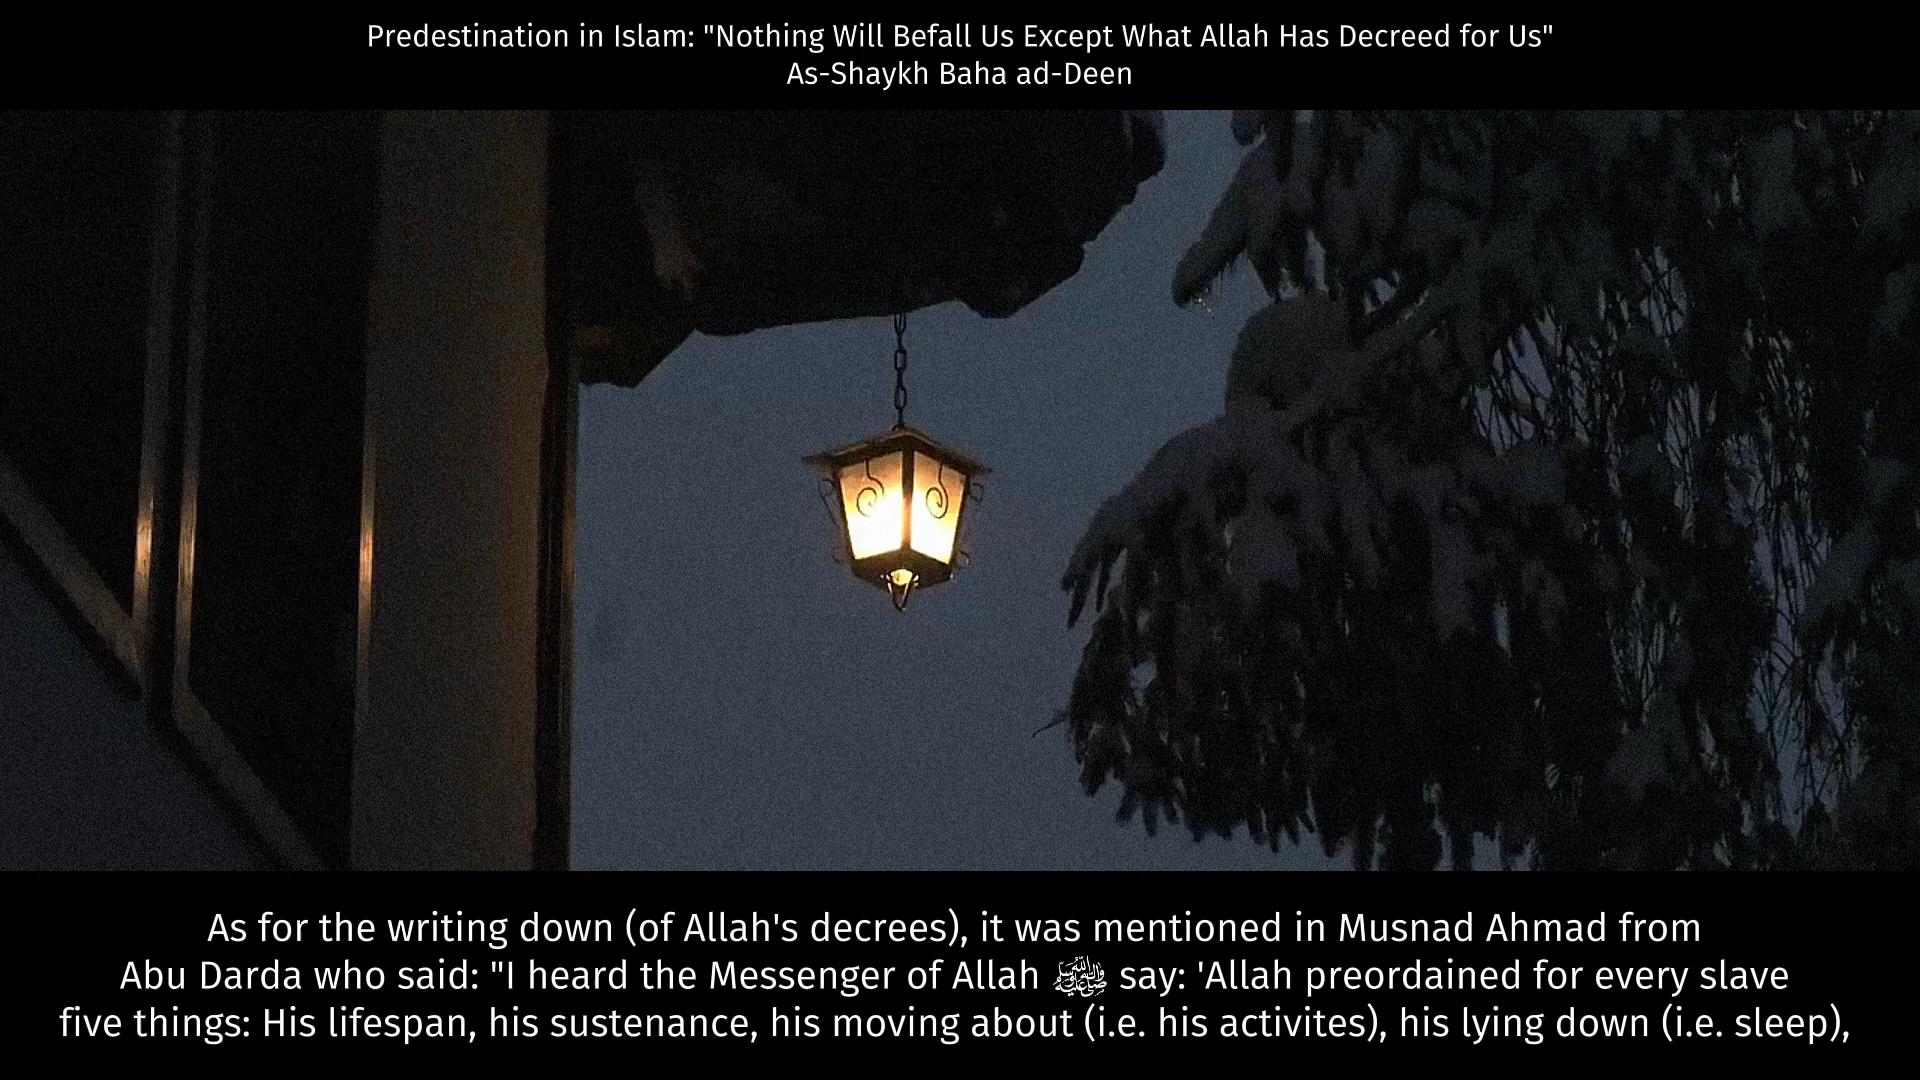 Predestination in Islam: "Nothing Will Befall Us Except What Allah Has Decreed for Us"
As-Shaykh Baha ad-Deen
As for the writing down (of Allah's decrees), it was mentioned in Musnad Ahmad from
Abu Darda who said: "I heard the Messenger of Allah ﷺ say: 'Allah preordained for every slave
five things: His lifespan, his sustenance, his moving about (i.e. his activites), his lying down (i.e. sleep),